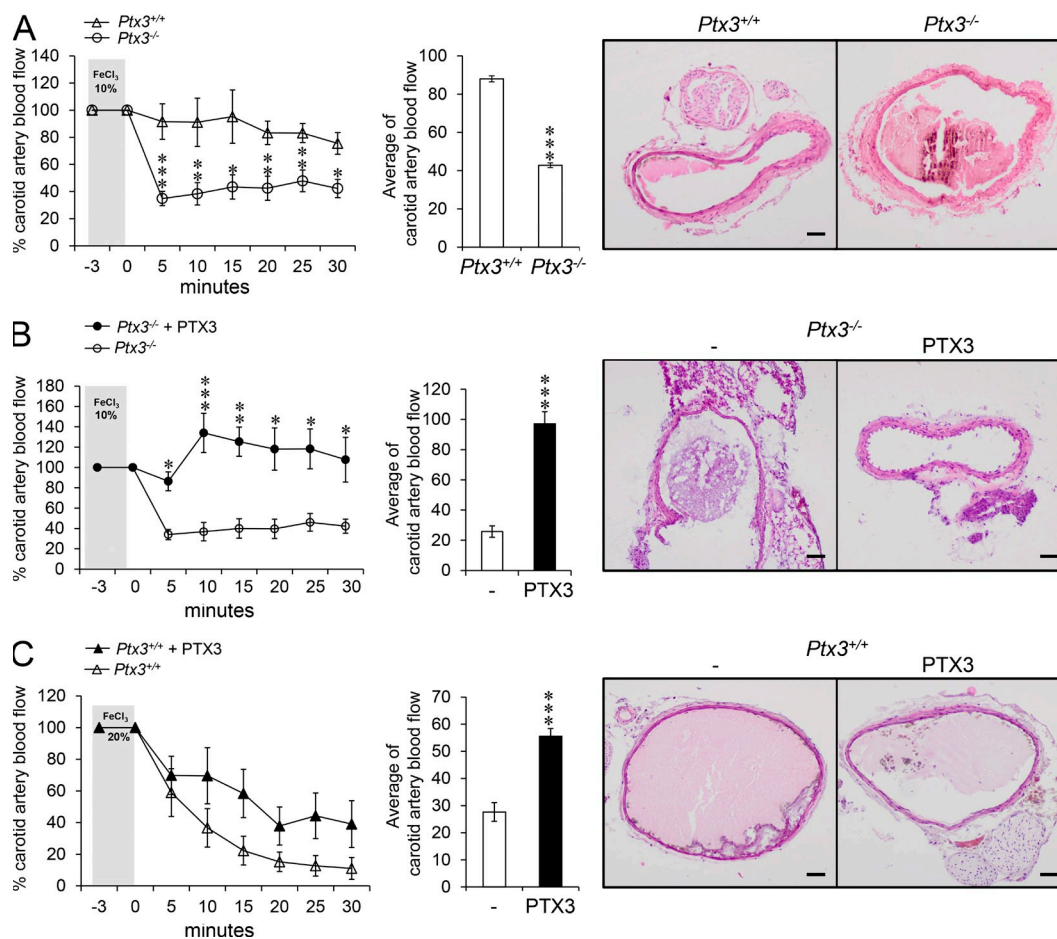 A
Ptx3+/+
Ptx3-/-
% carotid artery blood flow
140
120
100
80
60
40
20
0
FeCl3
10%
***
**
*
**
**
*
-3 0 5 10 15 20 25 30
minutes
Average of
carotid artery blood flow
100
80
60
40
20
0
***
Ptx3+/+ Ptx3-/-
Ptx3+/+ Ptx3-/-
B
Ptx3-/- + PTX3
Ptx3-/-
% carotid artery blood flow
180
160
140
120
100
80
60
40
20
0
FeCl3
10%
*
***
**
*
*
*
-3 0 5 10 15 20 25 30
minutes
Average of
carotid artery blood flow
120
100
80
60
40
20
0
***
- PTX3
Ptx3-/-
- PTX3
C
Ptx3+/+ + PTX3
Ptx3+/+
% carotid artery blood flow
120
100
80
60
40
20
0
FeCl3
20%
-3 0 5 10 15 20 25 30
minutes
Average of
carotid artery blood flow
70
60
50
40
30
20
10
0
***
- PTX3
Ptx3+/+
- PTX3